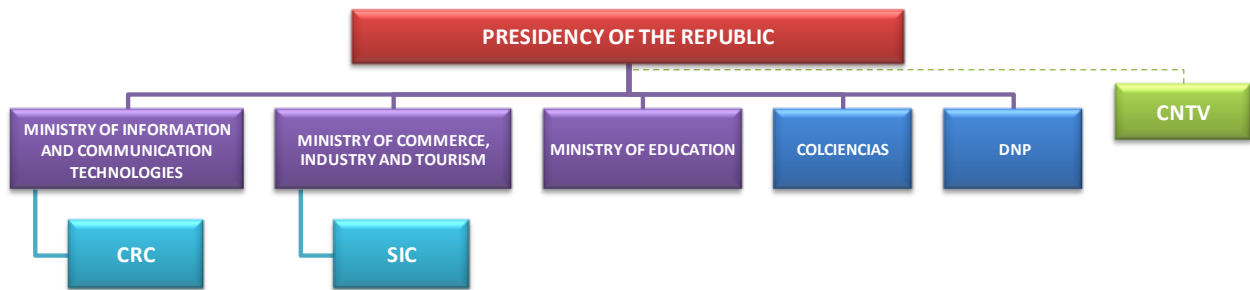 PRESIDENCY OF THE REPUBLIC
CNTV
MINISTRY OF INFORMATION
AND COMMUNICATION
TECHNOLOGIES
MINISTRY OF COMMERCE,
INDUSTRY AND TOURISM
MINISTRY OF EDUCATION
COLCIENCIAS
DNP
CRC
SIC